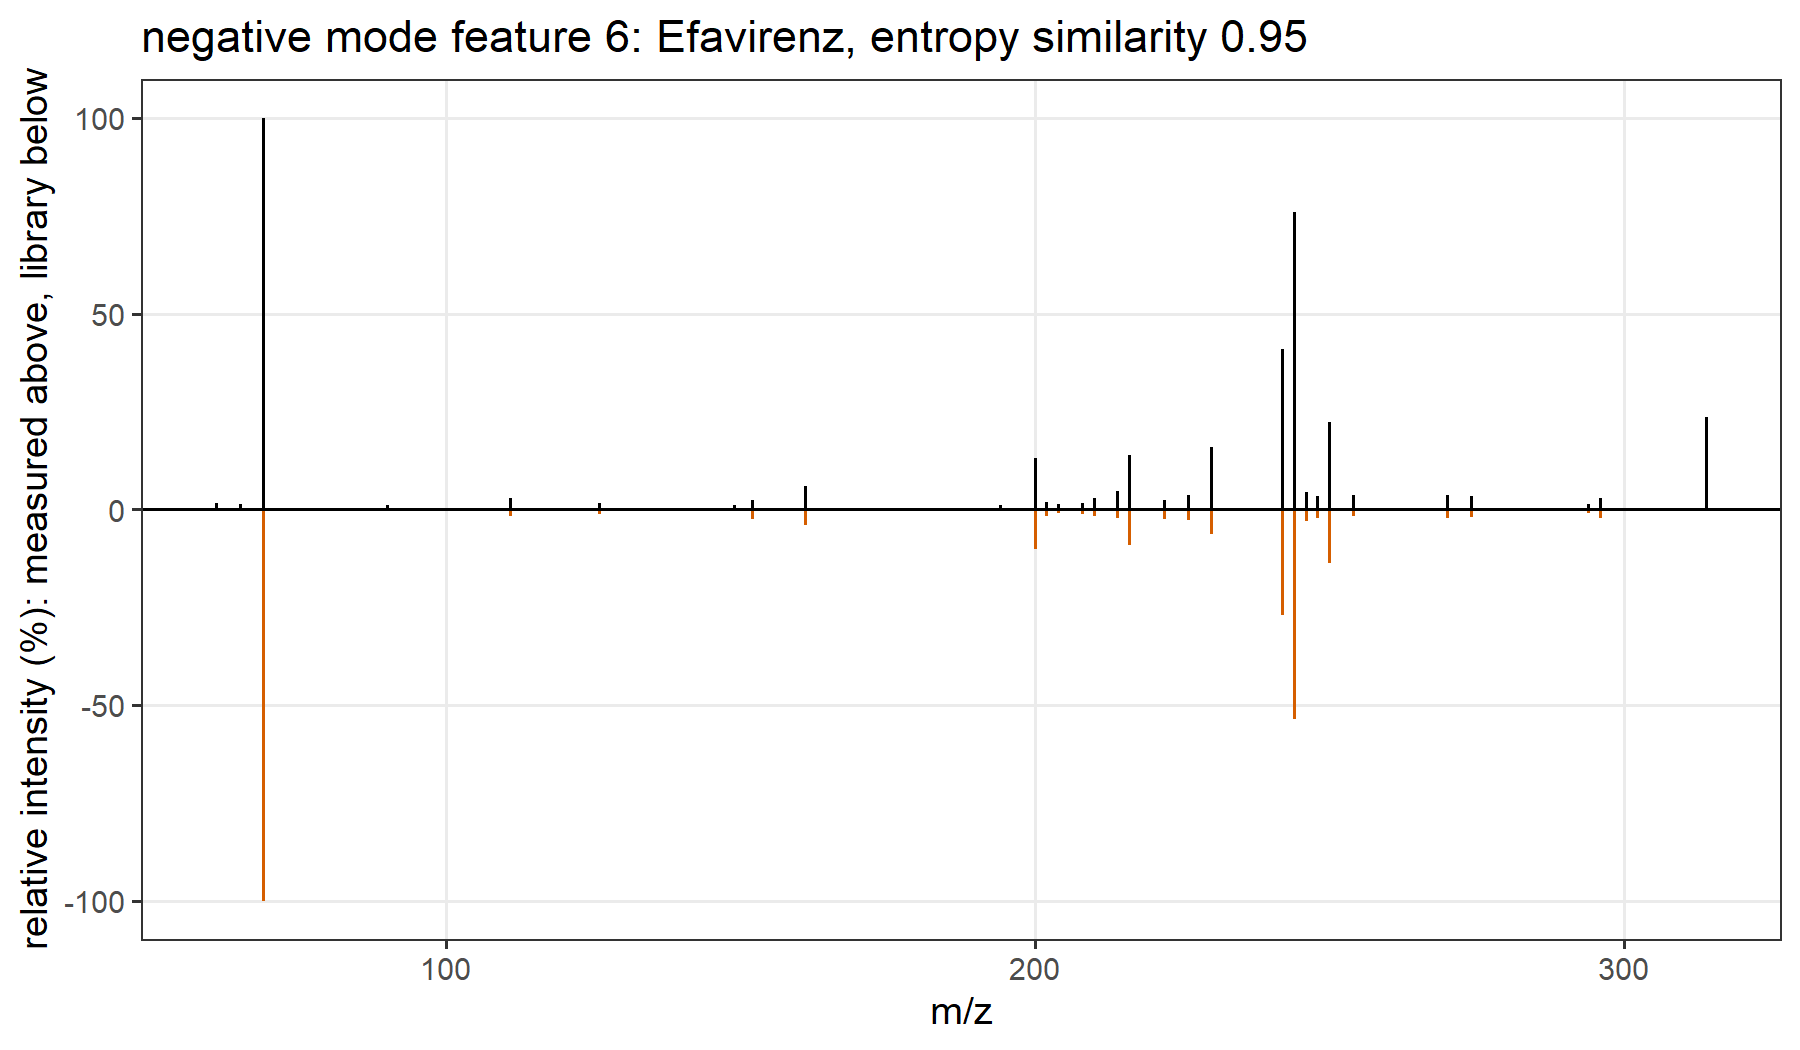 negative mode feature 6: Efavirenz, entropy similarity 0.95
relative intensity (%): measured above, library below
100
50
0
-50
-100
100
200
300
m/z